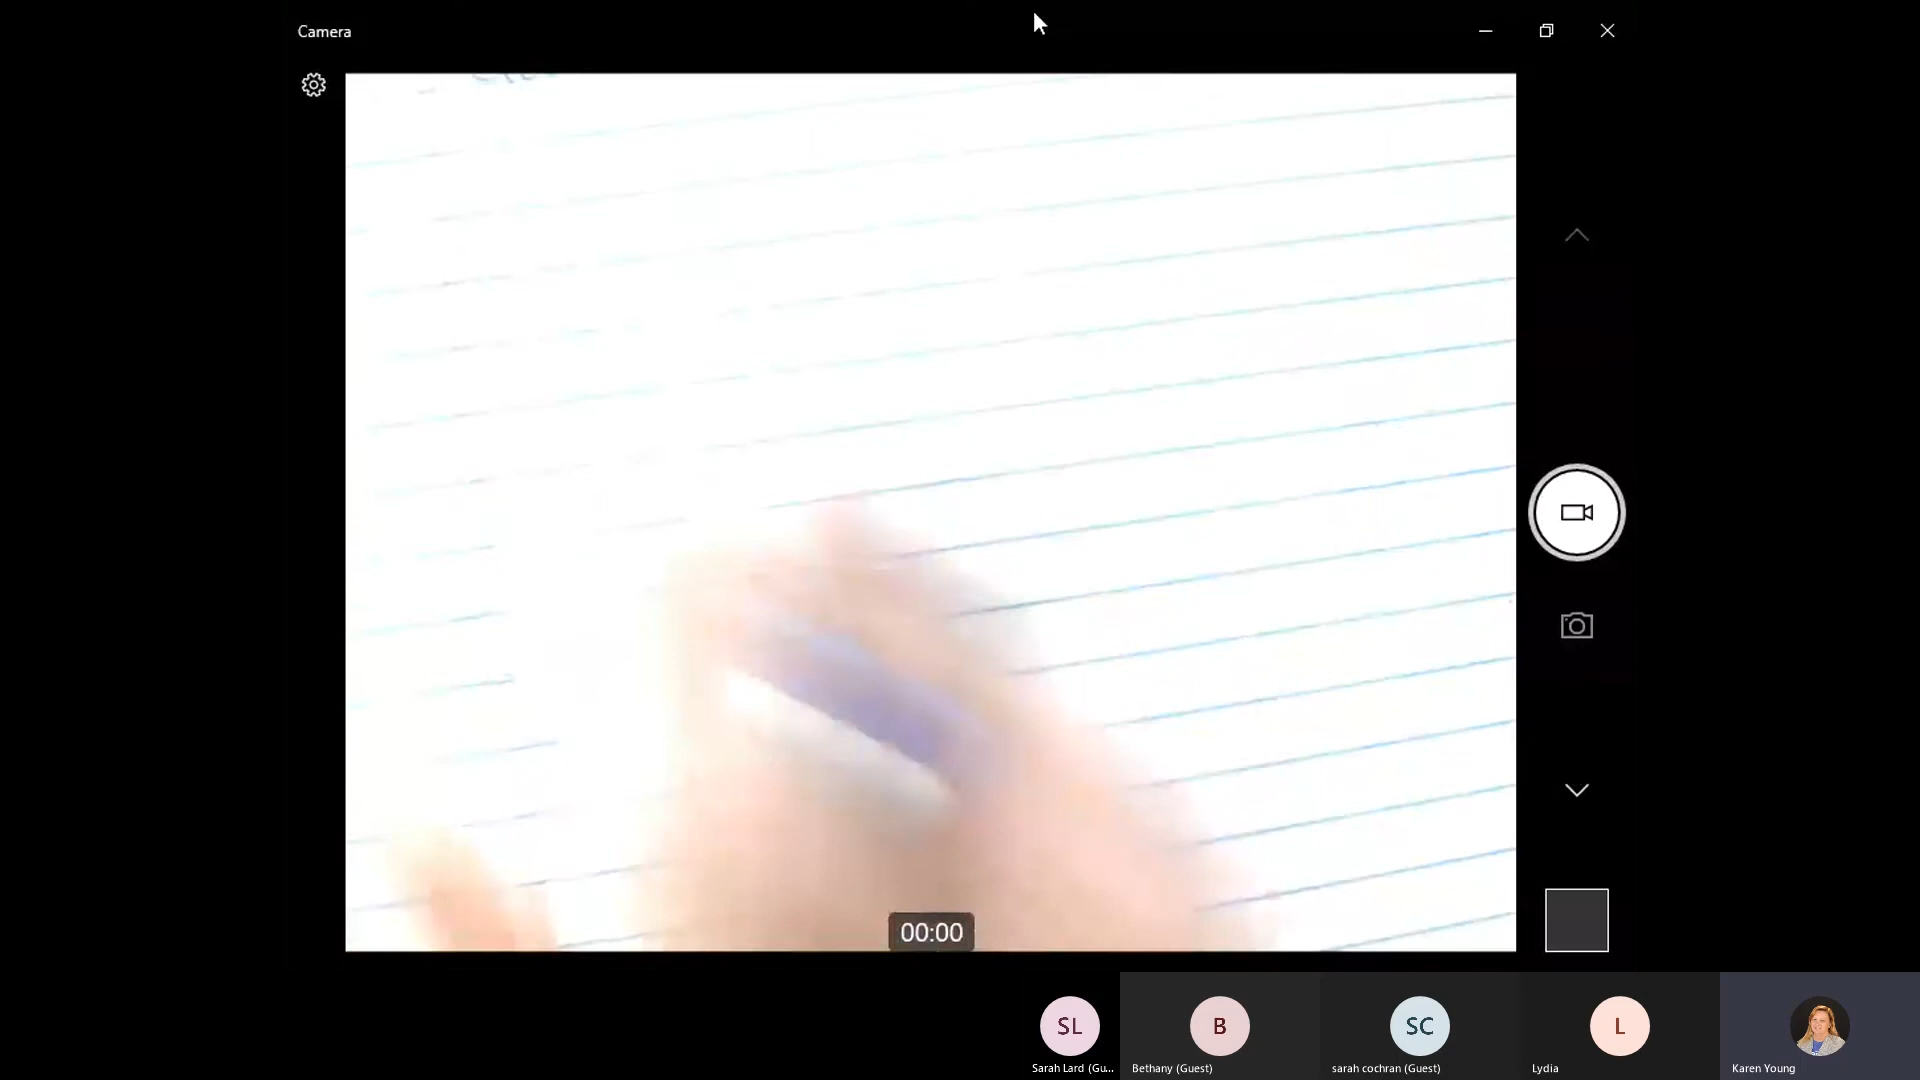 Camera
00:00
SL
B
SC
L
Sarah Lard (Gu...
Bethany (Guest)
sarah cochran (Guest)
Lydia
Karen Young